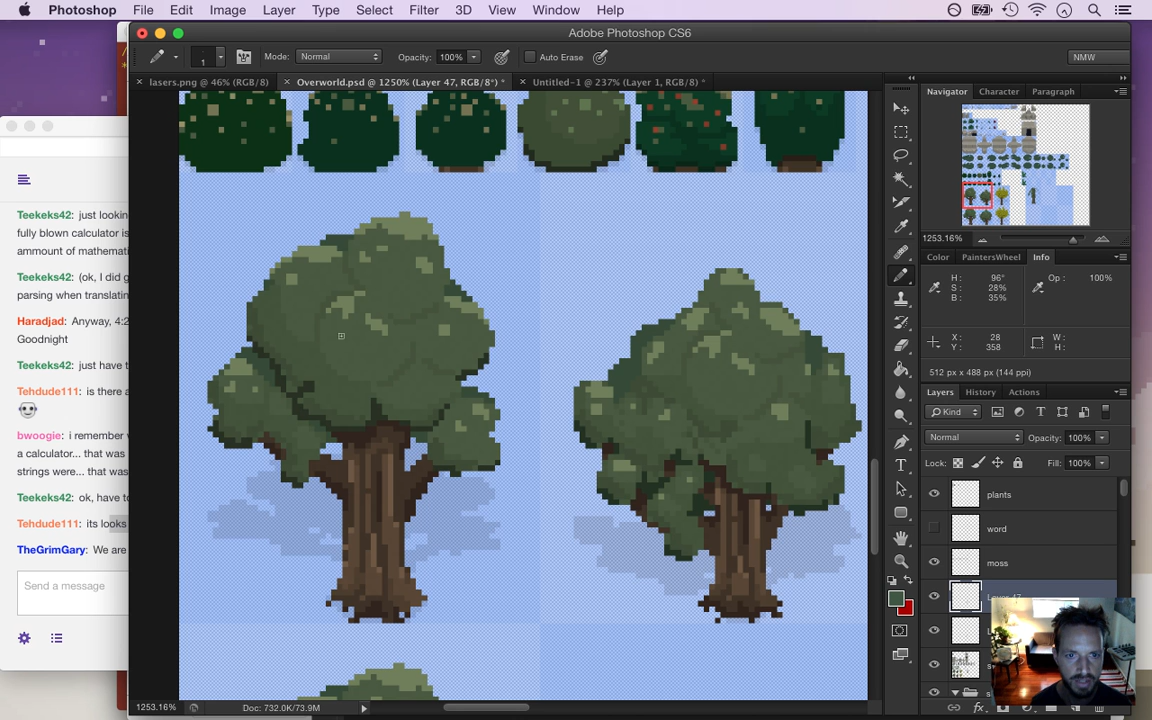 Photoshop File Edit Image Layer Type Select Filter 3D View Window Help
Adobe Photoshop CS6
1 Mode: Normal Opacity: 100% Auto Erase NMW
× lasers.png @ 46% (RGB/8) × Overworld.psd @ 1250% (Layer 47, RGB/8*) * × Untitled-1 @ 237% (Layer 1, RGB/8) *
Navigator Character Paragraph
1253.16%
Color PaintersWheel Info
H: 96° Op: 100%
S: 28%
B: 35%
X: 28 W:
Y: 358 H:
512 px x 488 px (144 ppi)
Layers History Actions
Kind
Normal Opacity: 100%
Lock: Fill: 100%
plants
word
moss
Layer 47
Teekeks42: just lookin
fully blown calculator is
ammount of mathemati
Teekeks42: (ok, I did g
parsing when translatin
Haradjad: Anyway, 4:2
Goodnight
Teekeks42: just have t
Tehdude111: is there a
bwoogie: i remember w
a calculator... that was
strings were... that was
Teekeks42: ok, have to
Tehdude111: its looks
TheGrimGary: We are
Send a message
1253.16% Doc: 732.0K/73.9M